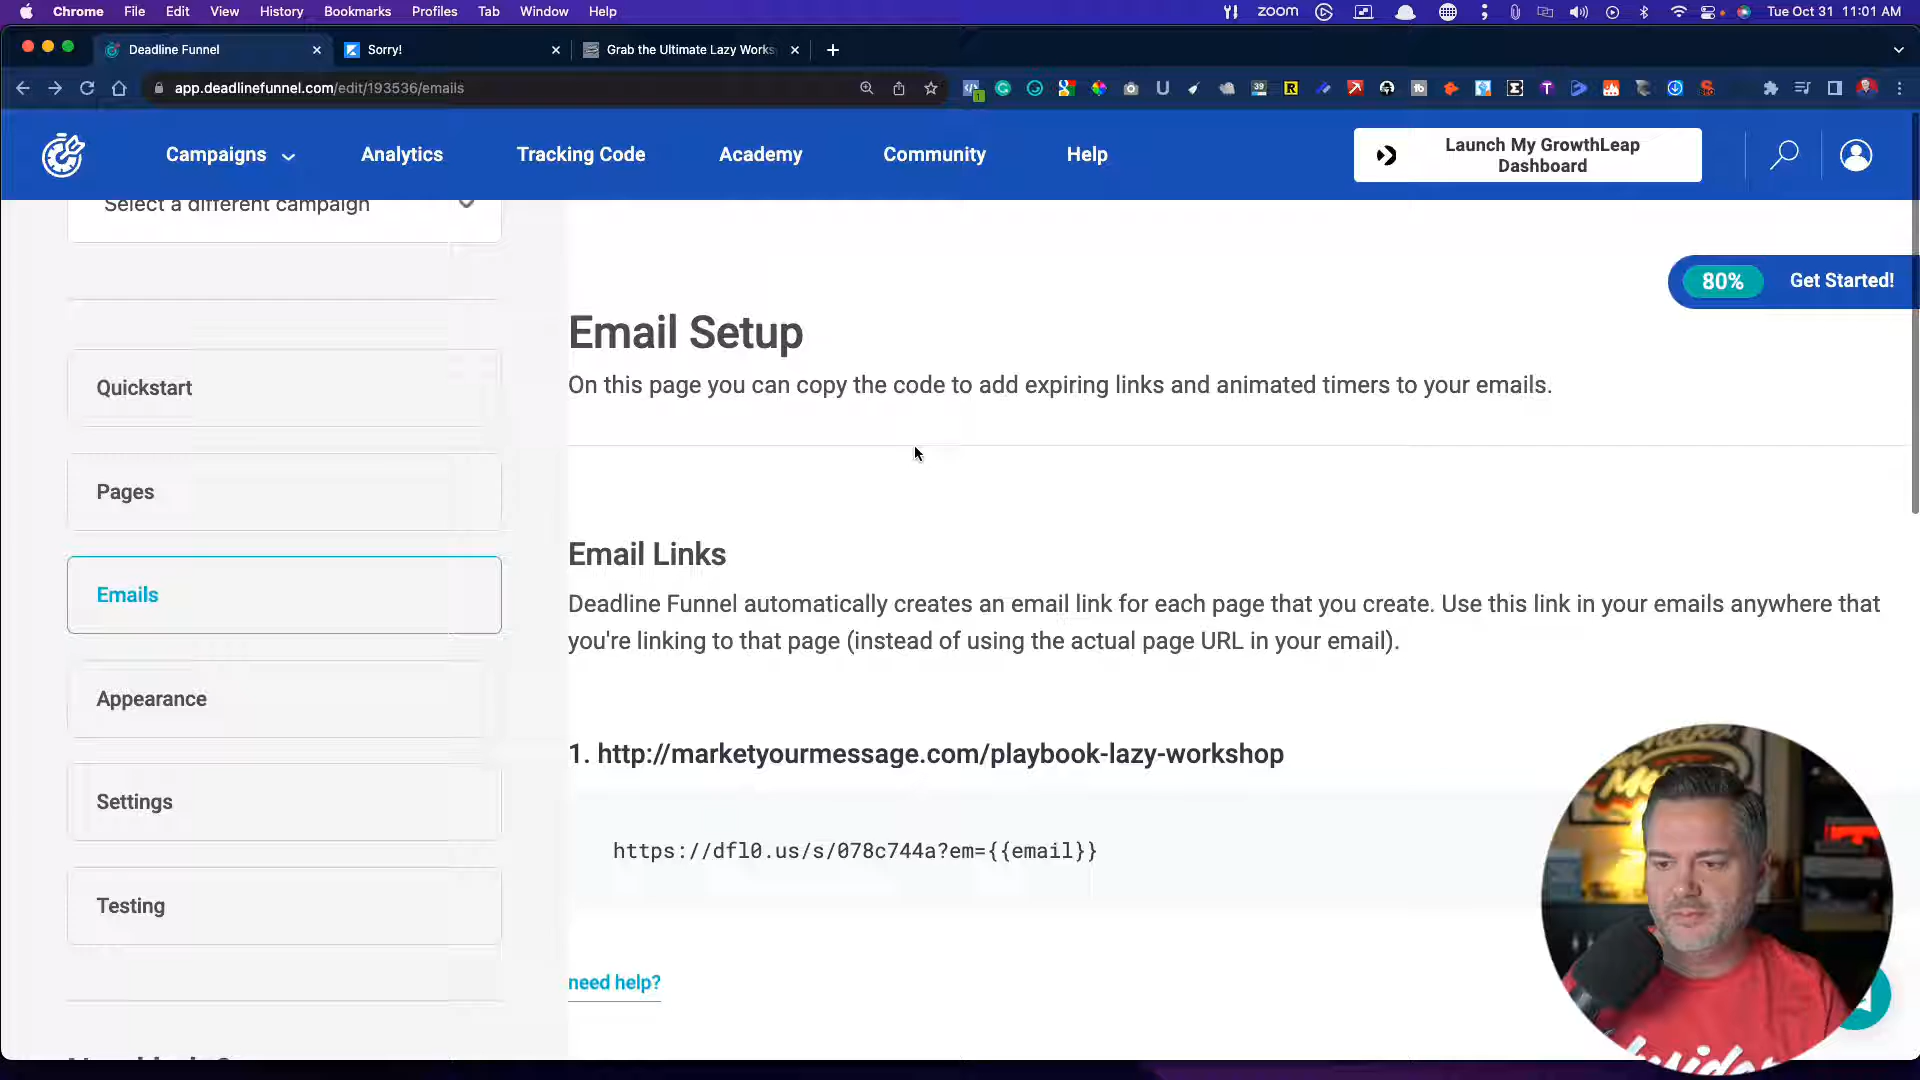 Chrome File Edit View History Bookmarks Profiles Tab Window Help
zoom
Tue Oct 31 11:01 AM
Deadline Funnel
Sorry!
Grab the Ultimate Lazy Works
app.deadlinefunnel.com/edit/193536/emails
Campaigns
Analytics
Tracking Code
Academy
Community
Help
Launch My GrowthLeap
Dashboard
Select a different campaign
80% Get Started!
Quickstart
Pages
Emails
Appearance
Settings
Testing
Email Setup
On this page you can copy the code to add expiring links and animated timers to your emails.
Email Links
Deadline Funnel automatically creates an email link for each page that you create. Use this link in your emails anywhere that
you're linking to that page (instead of using the actual page URL in your email).
1. http://marketyourmessage.com/playbook-lazy-workshop
https://dfl0.us/s/078c744a?em={{email}}
need help?